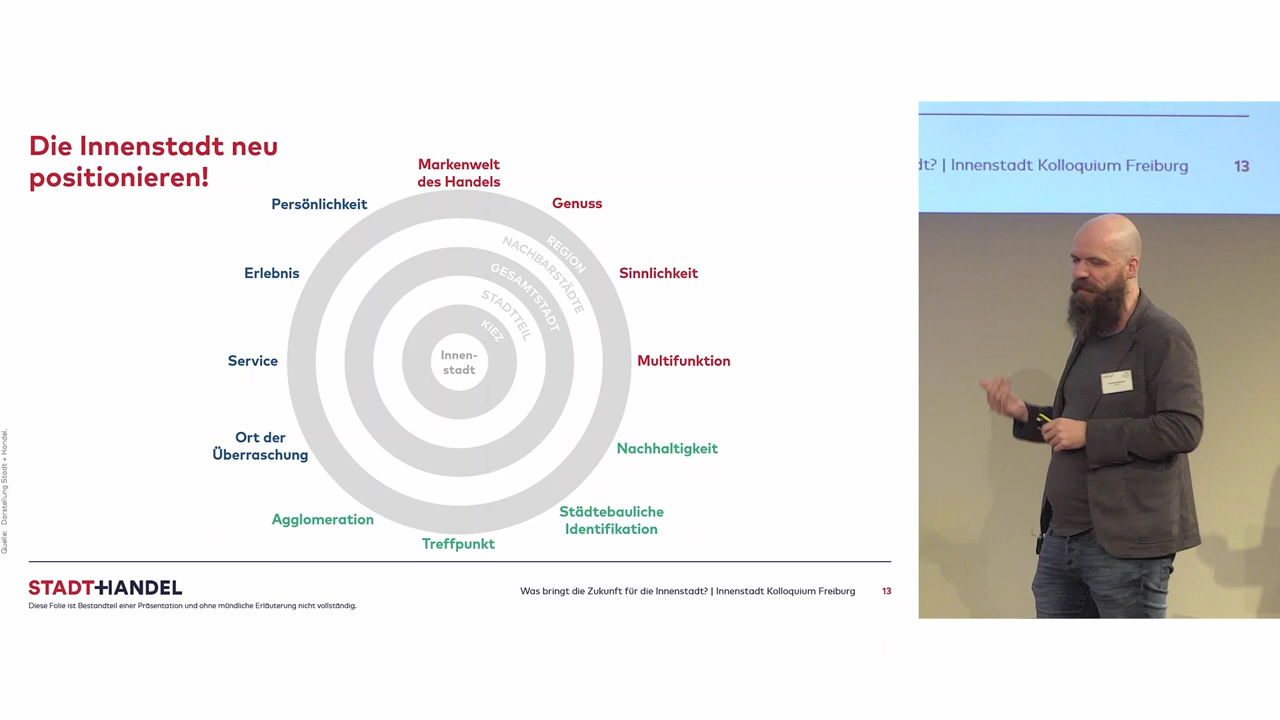 Die Innenstadt neu
positionieren!
Markenwelt
des Handels
Persönlichkeit
Genuss
Erlebnis
Sinnlichkeit
Service
Multifunktion
Ort der
Überraschung
Nachhaltigkeit
Agglomeration
Städtebauliche
Identifikation
Treffpunkt
REGION
NACHBARSTÄDTE
GESAMTSTADT
STADTTEIL
KIEZ
Innen-
stadt
Quelle: Darstellung Stadt + Handel.
STADT+HANDEL
Diese Folie ist Bestandteil einer Präsentation und ohne mündliche Erläuterung nicht vollständig.
Was bringt die Zukunft für die Innenstadt? | Innenstadt Kolloquium Freiburg 13
dt? | Innenstadt Kolloquium Freiburg 13